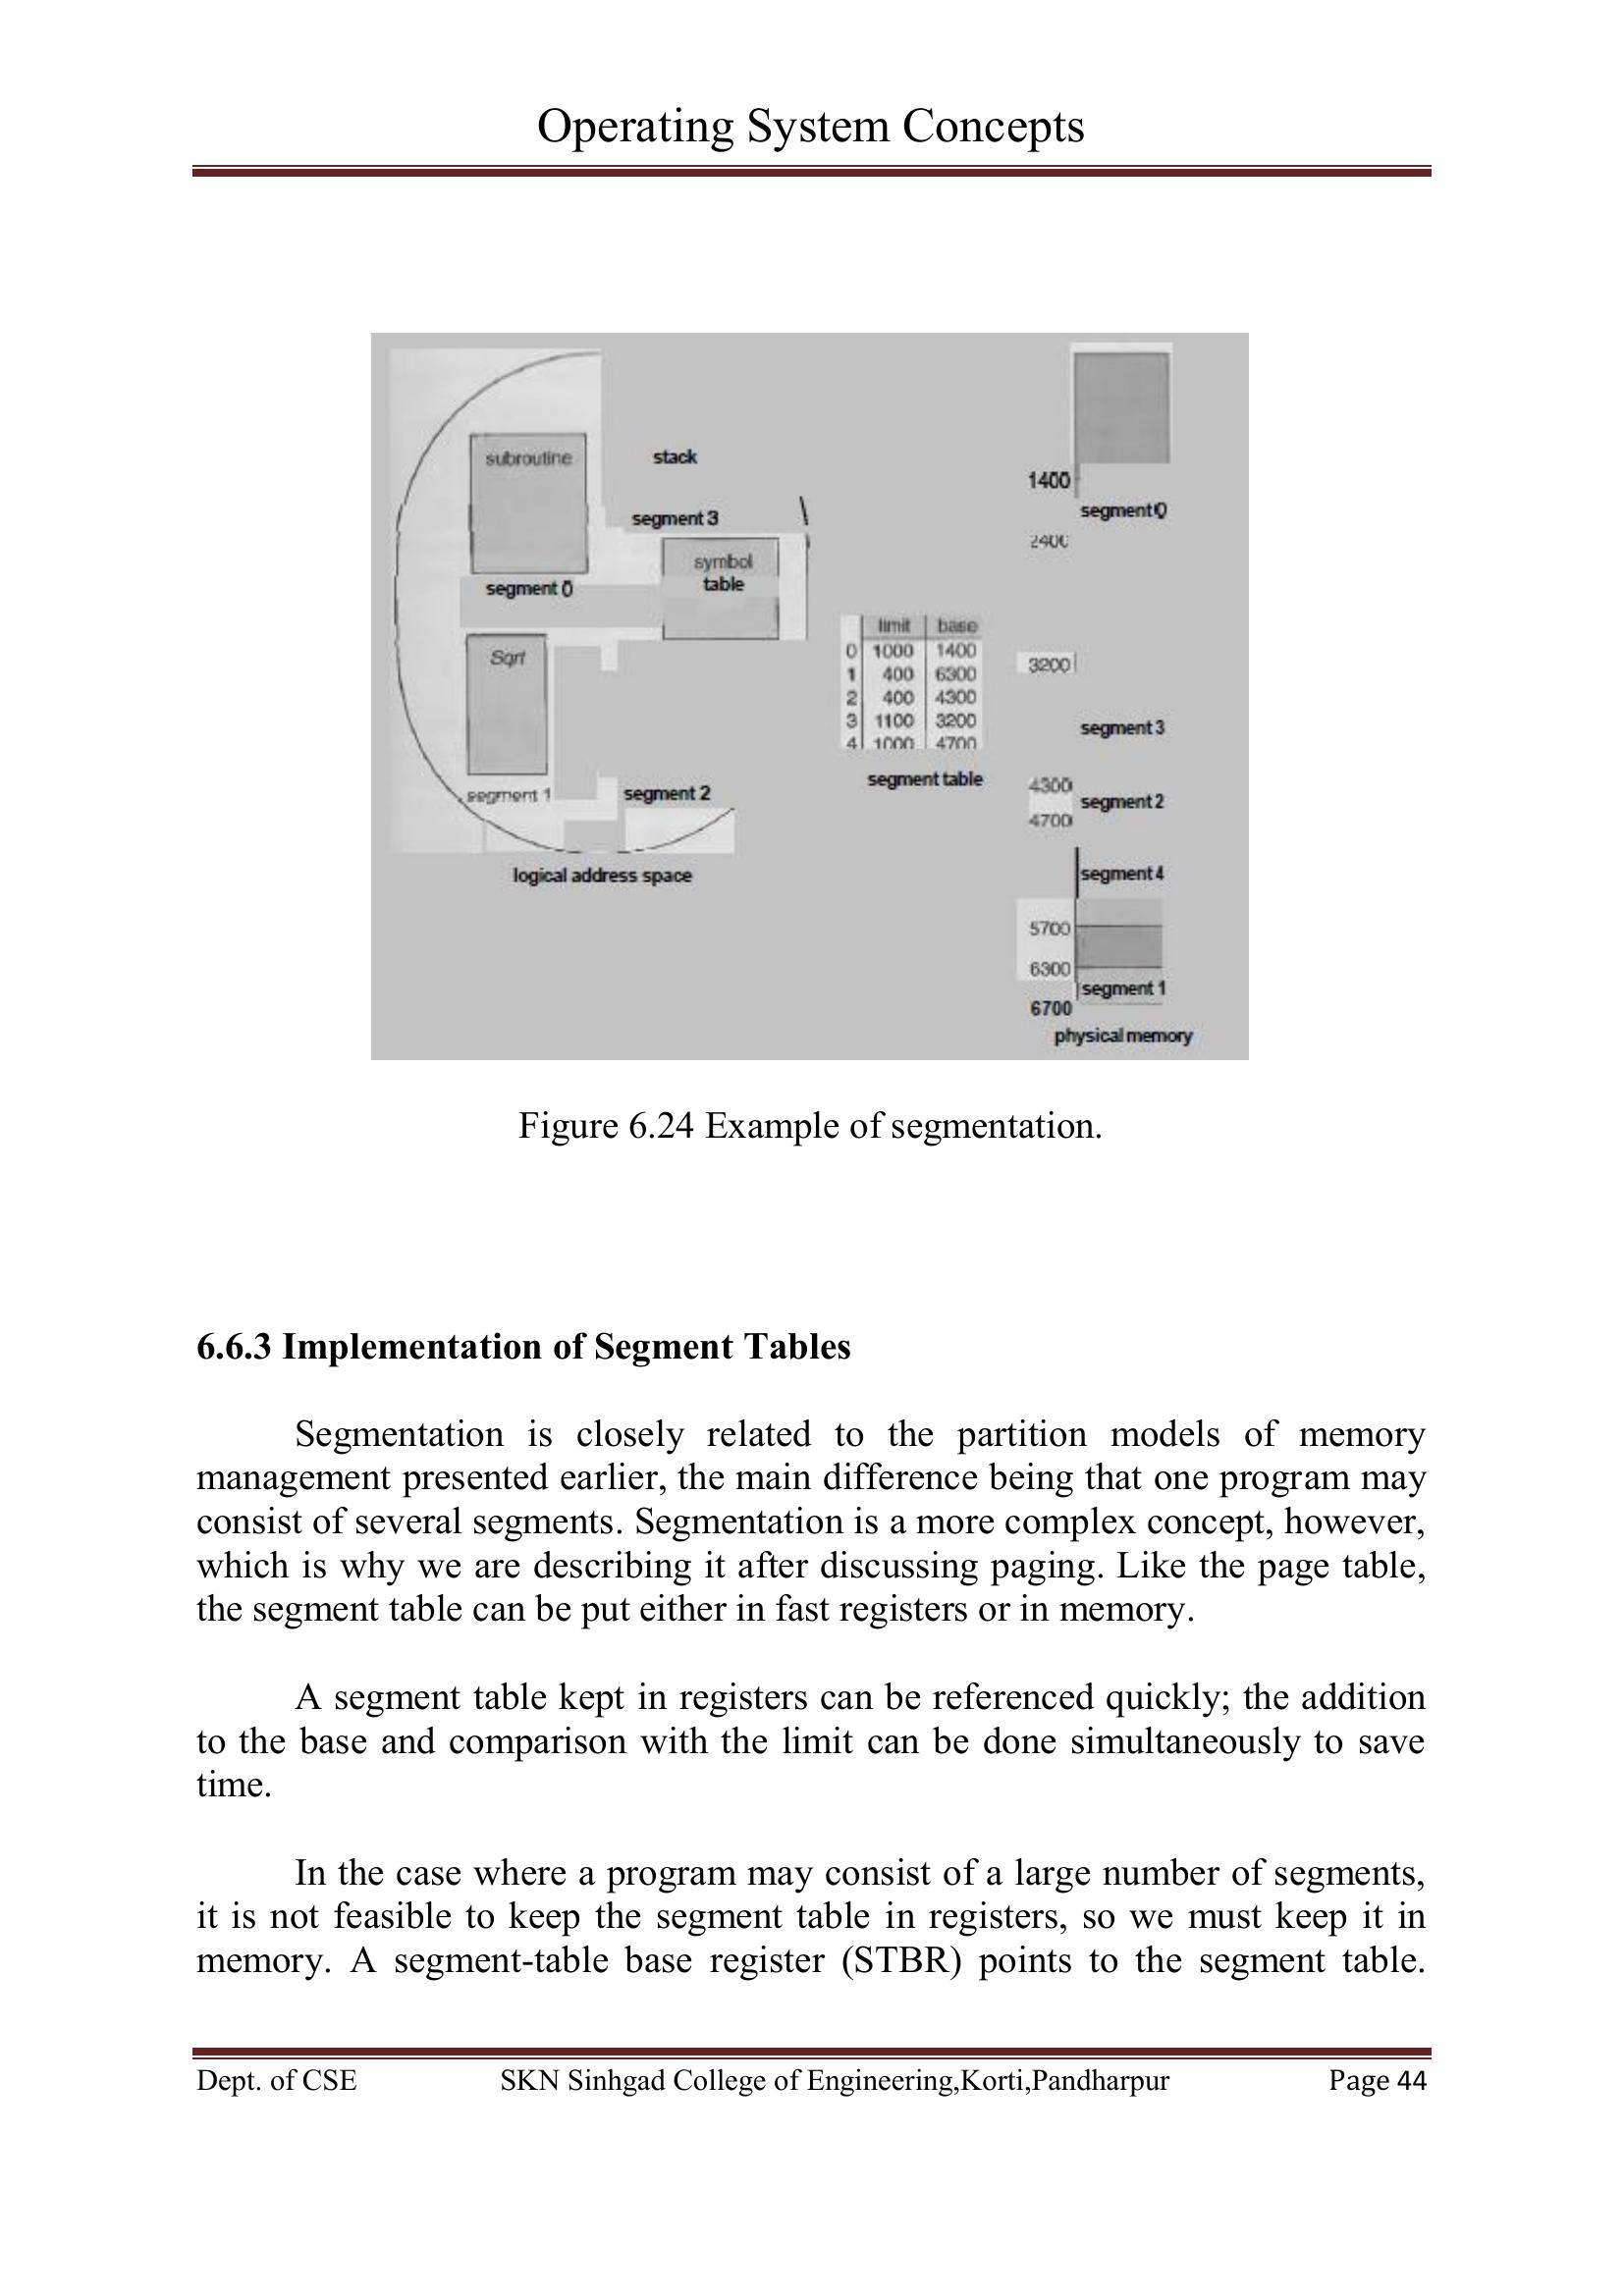 Operating System Concepts
subroutine
stack
segment 3
segment 0
symbol
table
Sqrt
segment 1
segment 2
logical address space
limit base
0 1000 1400
1 400 6300
2 400 4300
3 1100 3200
4 1000 4700
segment table
1400
segment 0
2400
3200
segment 3
4300
segment 2
4700
segment 4
5700
6300
segment 1
6700
physical memory
Figure 6.24 Example of segmentation.
6.6.3 Implementation of Segment Tables
Segmentation is closely related to the partition models of memory
management presented earlier, the main difference being that one program may
consist of several segments. Segmentation is a more complex concept, however,
which is why we are describing it after discussing paging. Like the page table,
the segment table can be put either in fast registers or in memory.
A segment table kept in registers can be referenced quickly; the addition
to the base and comparison with the limit can be done simultaneously to save
time.
In the case where a program may consist of a large number of segments,
it is not feasible to keep the segment table in registers, so we must keep it in
memory. A segment-table base register (STBR) points to the segment table.
Dept. of CSE SKN Sinhgad College of Engineering,Korti,Pandharpur Page 44